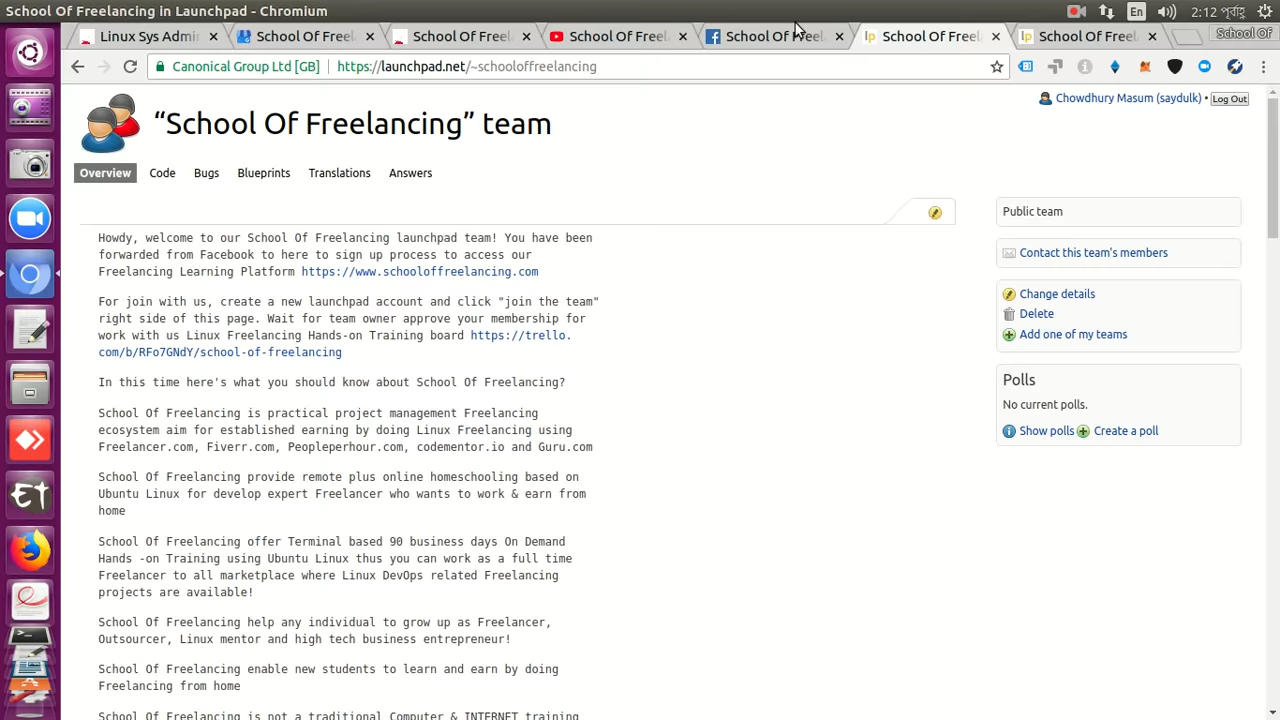 School Of Freelancing in Launchpad - Chromium
En
2:12 পূর্বাহ্ন
Linux Sys Admi
School Of Freel
School Of Freel
School Of Freel
School Of Freel
School Of Freel
School Of Freel
School Of
Canonical Group Ltd [GB]
https://launchpad.net/~schooloffreelancing
Chowdhury Masum (saydulk) • Log Out
“School Of Freelancing” team
Overview Code Bugs Blueprints Translations Answers
Howdy, welcome to our School Of Freelancing launchpad team! You have been
forwarded from Facebook to here to sign up process to access our
Freelancing Learning Platform https://www.schooloffreelancing.com
For join with us, create a new launchpad account and click "join the team"
right side of this page. Wait for team owner approve your membership for
work with us Linux Freelancing Hands-on Training board https://trello.
com/b/RFo7GNdY/school-of-freelancing
In this time here's what you should know about School Of Freelancing?
School Of Freelancing is practical project management Freelancing
ecosystem aim for established earning by doing Linux Freelancing using
Freelancer.com, Fiverr.com, Peopleperhour.com, codementor.io and Guru.com
School Of Freelancing provide remote plus online homeschooling based on
Ubuntu Linux for develop expert Freelancer who wants to work & earn from
home
School Of Freelancing offer Terminal based 90 business days On Demand
Hands -on Training using Ubuntu Linux thus you can work as a full time
Freelancer to all marketplace where Linux DevOps related Freelancing
projects are available!
School Of Freelancing help any individual to grow up as Freelancer,
Outsourcer, Linux mentor and high tech business entrepreneur!
School Of Freelancing enable new students to learn and earn by doing
Freelancing from home
School Of Freelancing is not a traditional Computer & INTERNET training
Public team
Contact this team's members
Change details
Delete
Add one of my teams
Polls
No current polls.
Show polls Create a poll
ET